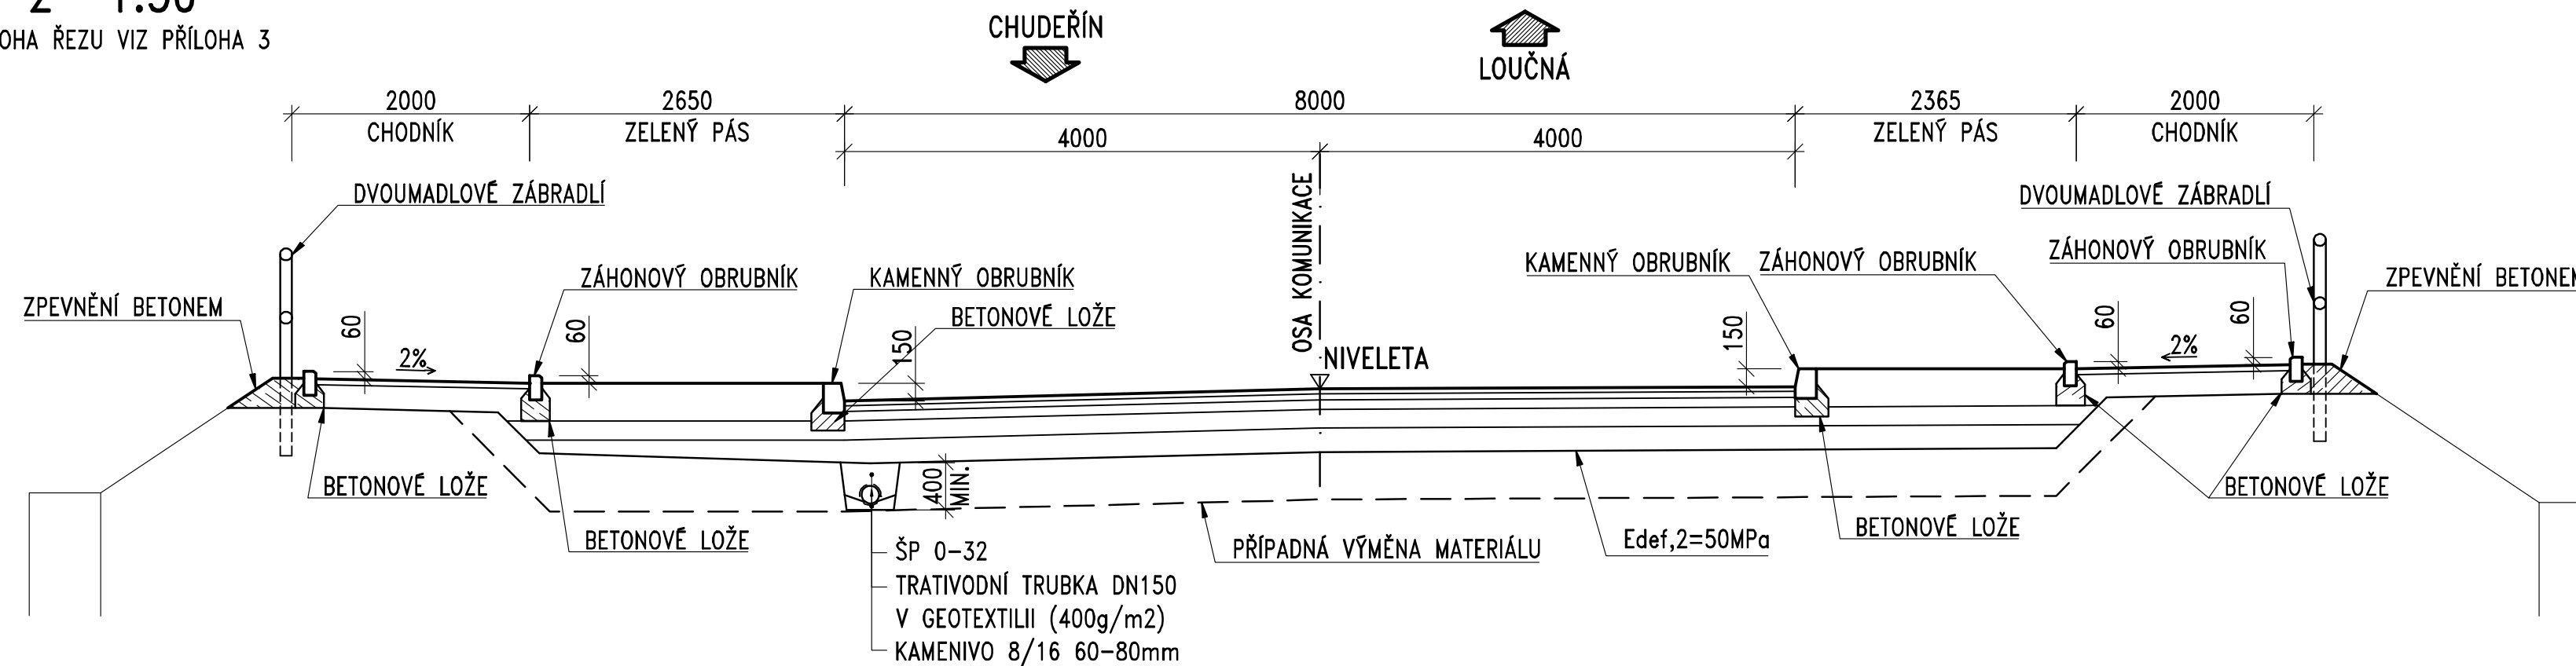 ŘEZU VIZ PŘÍLOHA 3
CHUDEŘÍN
LOUČNÁ
2000
2650
8000
2365
2000
CHODNÍK
ZELENÝ PÁS
4000
4000
ZELENÝ PÁS
CHODNÍK
DVOUMADLOVÉ ZÁBRADLÍ
OSA KOMUNIKACE
DVOUMADLOVÉ ZÁBRADLÍ
ZÁHONOVÝ OBRUBNÍK
KAMENNÝ OBRUBNÍK
KAMENNÝ OBRUBNÍK
ZÁHONOVÝ OBRUBNÍK
ZÁHONOVÝ OBRUBNÍK
ZPEVNĚNÍ BETONEM
ZPEVNĚNÍ BETONEM
BETONOVÉ LOŽE
60
2%
60
150
NIVELETA
150
60
2%
60
BETONOVÉ LOŽE
400
MIN.
BETONOVÉ LOŽE
BETONOVÉ LOŽE
BETONOVÉ LOŽE
PŘÍPADNÁ VÝMĚNA MATERIÁLU
Edef,2=50MPa
ŠP 0-32
TRATIVODNÍ TRUBKA DN150
V GEOTEXTILII (400g/m2)
KAMENIVO 8/16 60-80mm